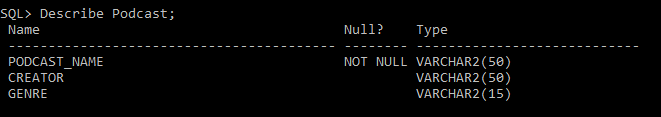 SQL> Describe Podcast;
 Name                                      Null?    Type
 ----------------------------------------- -------- ----------------------------
 PODCAST_NAME                              NOT NULL VARCHAR2(50)
 CREATOR                                            VARCHAR2(50)
 GENRE                                              VARCHAR2(15)